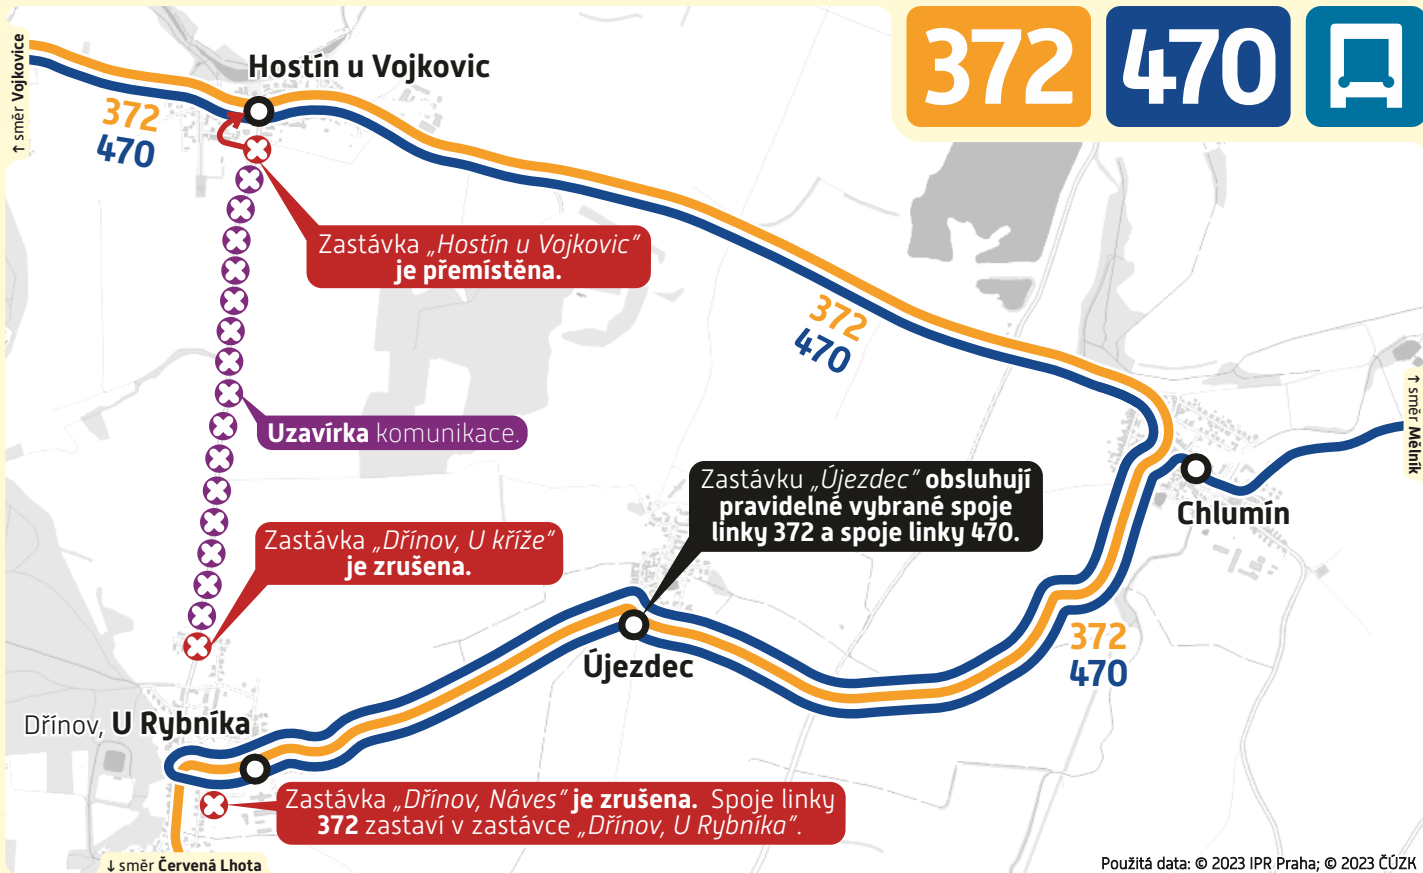 372 470
↑ směr Vojkovice
Hostín u Vojkovic
372
470
Zastávka „Hostín u Vojkovic"
je přemístěna.
372
470
↑ směr Mělník
Uzavírka komunikace.
Zastávku „Újezdec" obsluhují
pravidelné vybrané spoje
linky 372 a spoje linky 470.
Chlumín
Zastávka „Dřínov, U kříže"
je zrušena.
372
470
Újezdec
Dřínov, U Rybníka
Zastávka „Dřínov, Náves" je zrušena. Spoje linky
372 zastaví v zastávce „Dřínov, U Rybníka".
↓ směr Červená Lhota
Použitá data: © 2023 IPR Praha; © 2023 ČÚZK